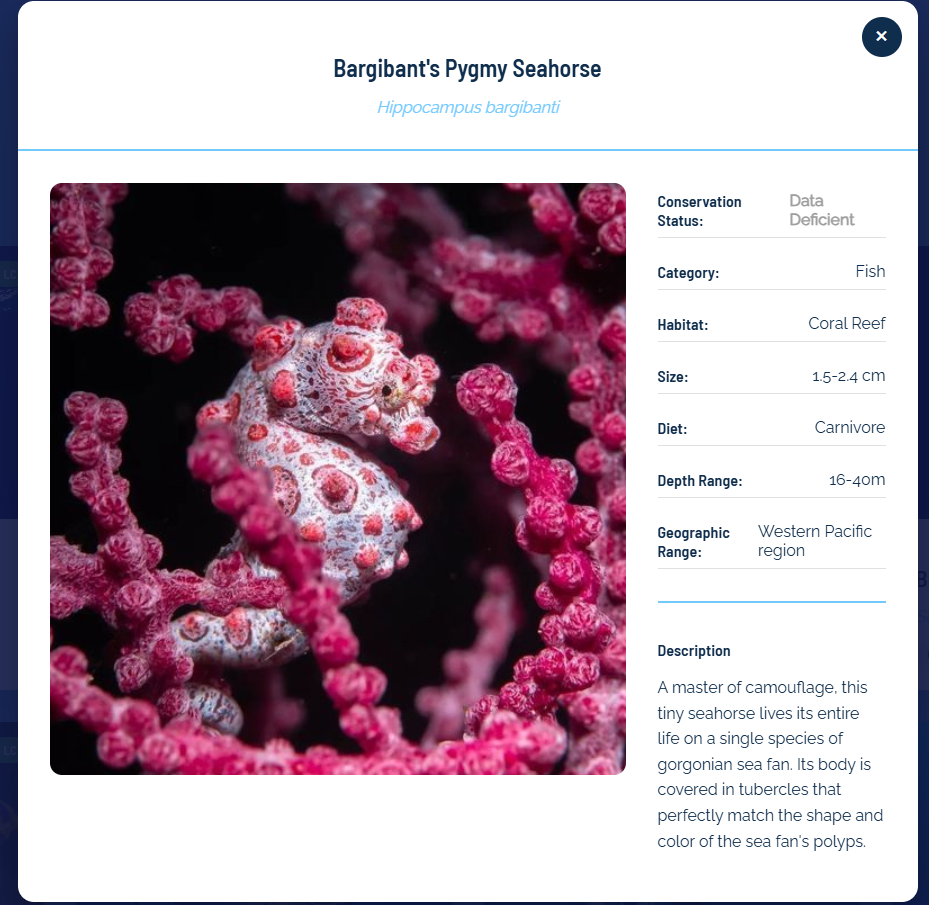 ×
Bargibant's Pygmy Seahorse
Hippocampus bargibanti
Conservation
Status:
Data
Deficient
Category:
Fish
Habitat:
Coral Reef
Size:
1.5-2.4 cm
Diet:
Carnivore
Depth Range:
16-40m
Geographic
Range:
Western Pacific
region
Description
A master of camouflage, this
tiny seahorse lives its entire
life on a single species of
gorgonian sea fan. Its body is
covered in tubercles that
perfectly match the shape and
color of the sea fan's polyps.
LC
LC